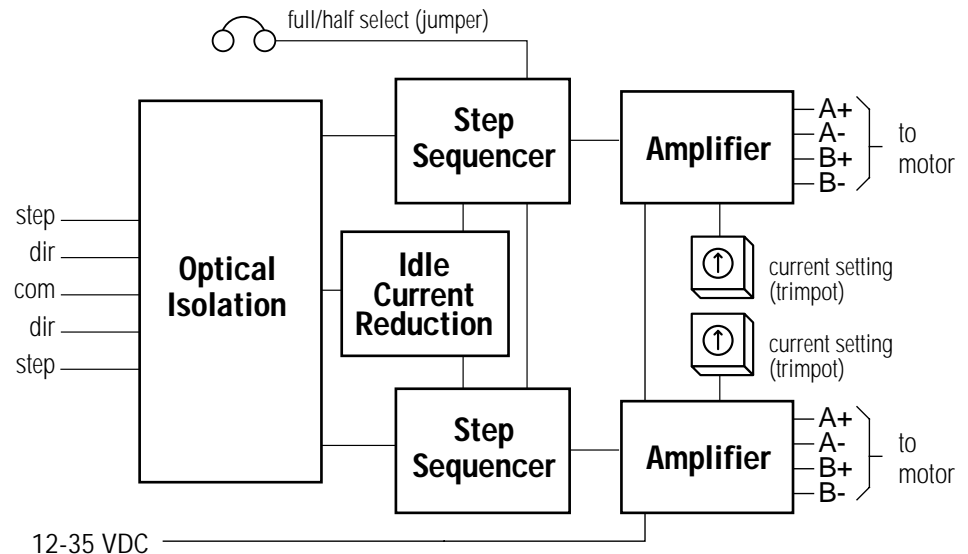 full/half select (jumper)
Step
Sequencer
Amplifier
A+
A-
B+
B-
to
motor
step
dir
com
dir
step
Optical
Isolation
Idle
Current
Reduction
current setting
(trimpot)
current setting
(trimpot)
Step
Sequencer
Amplifier
A+
A-
B+
B-
to
motor
12-35 VDC